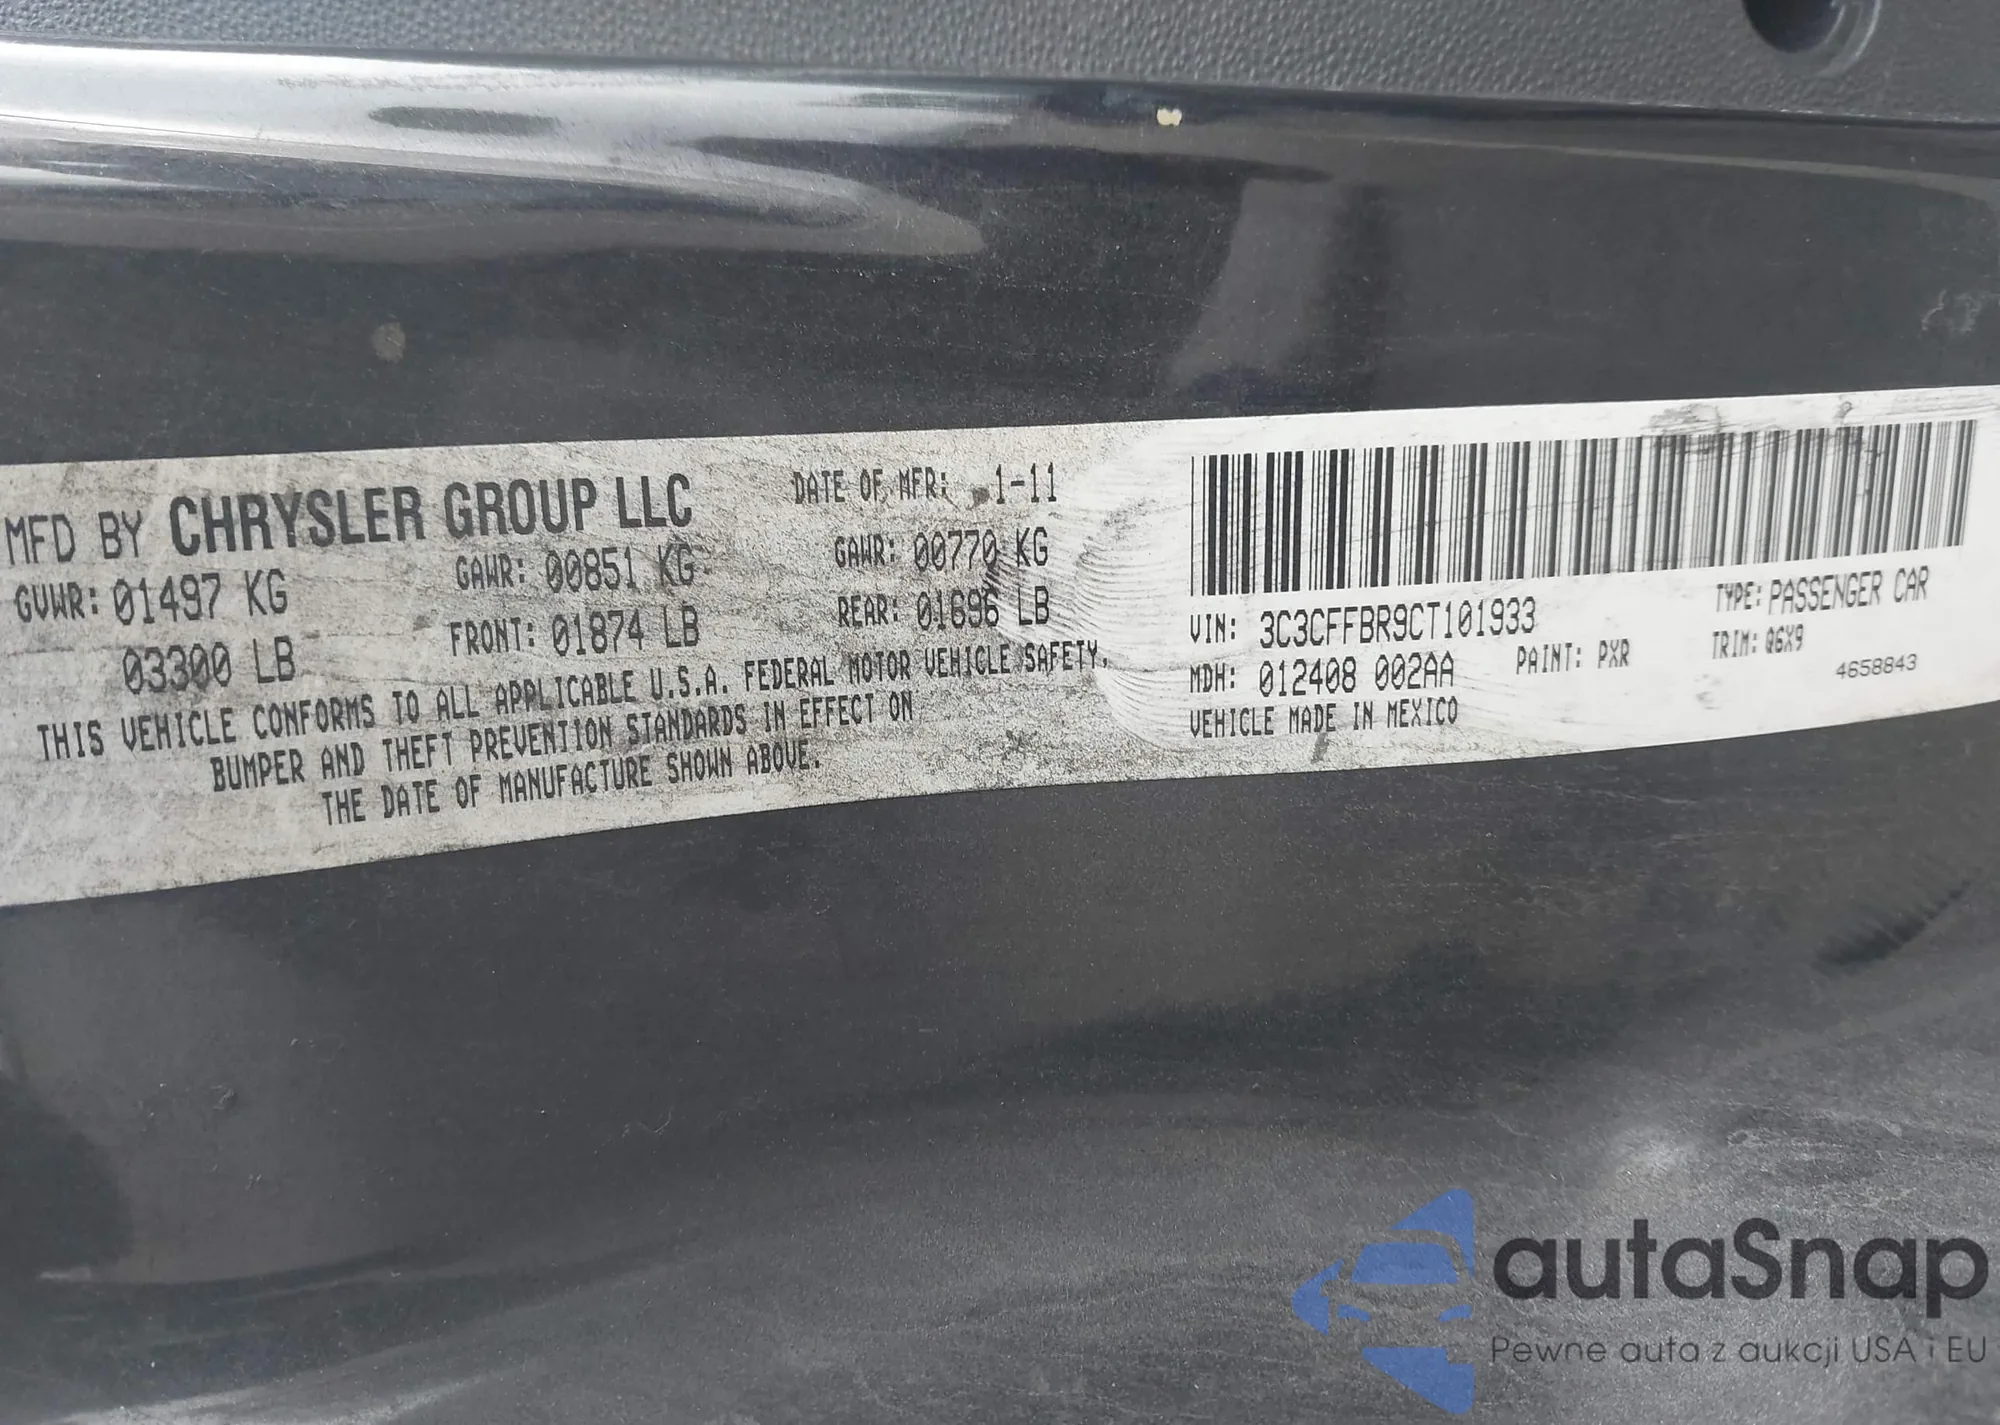 MFD BY CHRYSLER GROUP LLC
DATE OF MFR: 1-11
GVWR: 01497 KG
GAWR: 00851 KG
GAWR: 00770 KG
03300 LB
FRONT: 01874 LB
REAR: 01696 LB
THIS VEHICLE CONFORMS TO ALL APPLICABLE U.S.A. FEDERAL MOTOR VEHICLE SAFETY,
BUMPER AND THEFT PREVENTION STANDARDS IN EFFECT ON
THE DATE OF MANUFACTURE SHOWN ABOVE.
VIN: 3C3CFFBR9CT101933
TYPE: PASSENGER CAR
MDH: 012408 002AA
PAINT: PXR
TRIM: Q6X9
VEHICLE MADE IN MEXICO
4658843
autaSnap
Pewne auta z aukcji USA i EU